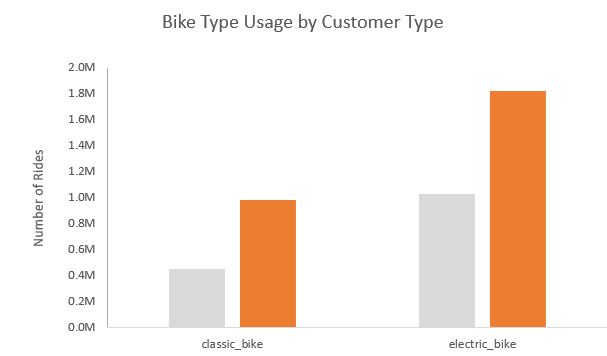 Bike Type Usage by Customer Type
2.0M
1.8M
1.6M
1.4M
1.2M
1.0M
0.8M
0.6M
0.4M
0.2M
0.0M
Number of Rides
classic_bike
electric_bike